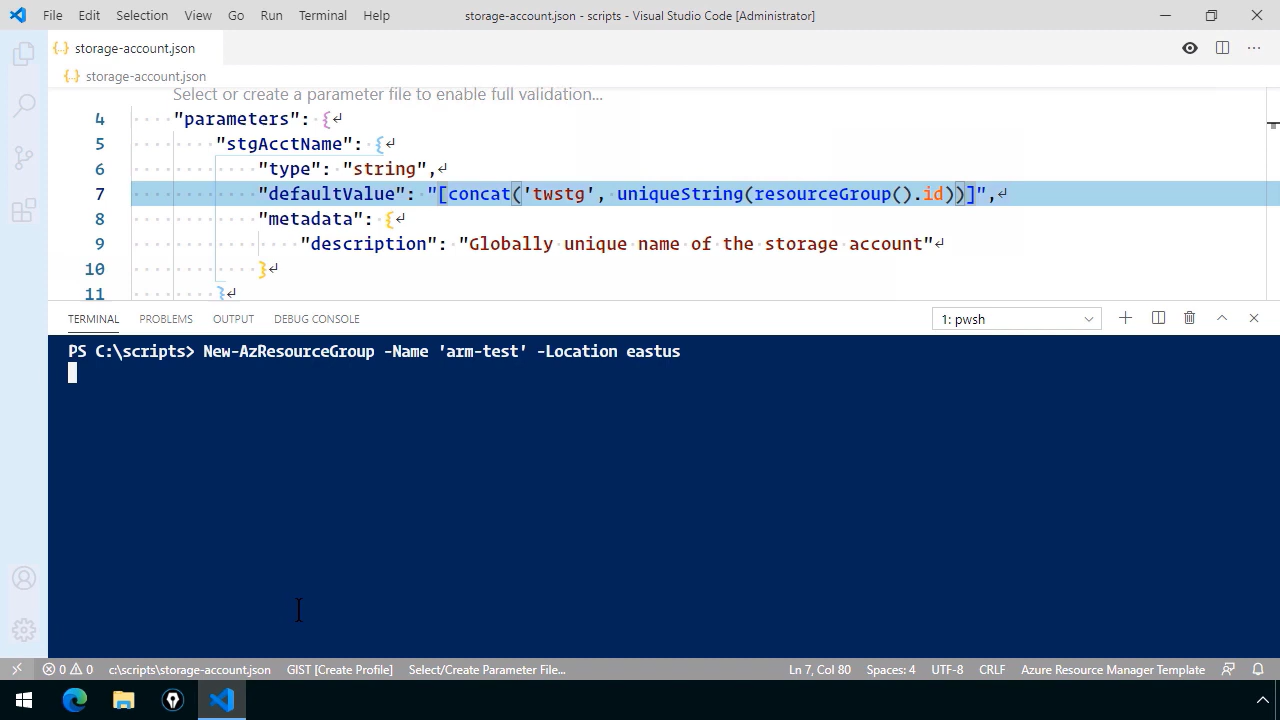 File Edit Selection View Go Run Terminal Help storage-account.json - scripts - Visual Studio Code [Administrator]
storage-account.json
storage-account.json
Select or create a parameter file to enable full validation...
4 "parameters": {
5 "stgAcctName": {
6 "type": "string",
7 "defaultValue": "[concat('twstg', uniqueString(resourceGroup().id))]",
8 "metadata": {
9 "description": "Globally unique name of the storage account"
10 }
11 }
TERMINAL PROBLEMS OUTPUT DEBUG CONSOLE 1: pwsh
PS C:\scripts> New-AzResourceGroup -Name 'arm-test' -Location eastus
0 0 c:\scripts\storage-account.json GIST [Create Profile] Select/Create Parameter File... Ln 7, Col 80 Spaces: 4 UTF-8 CRLF Azure Resource Manager Template